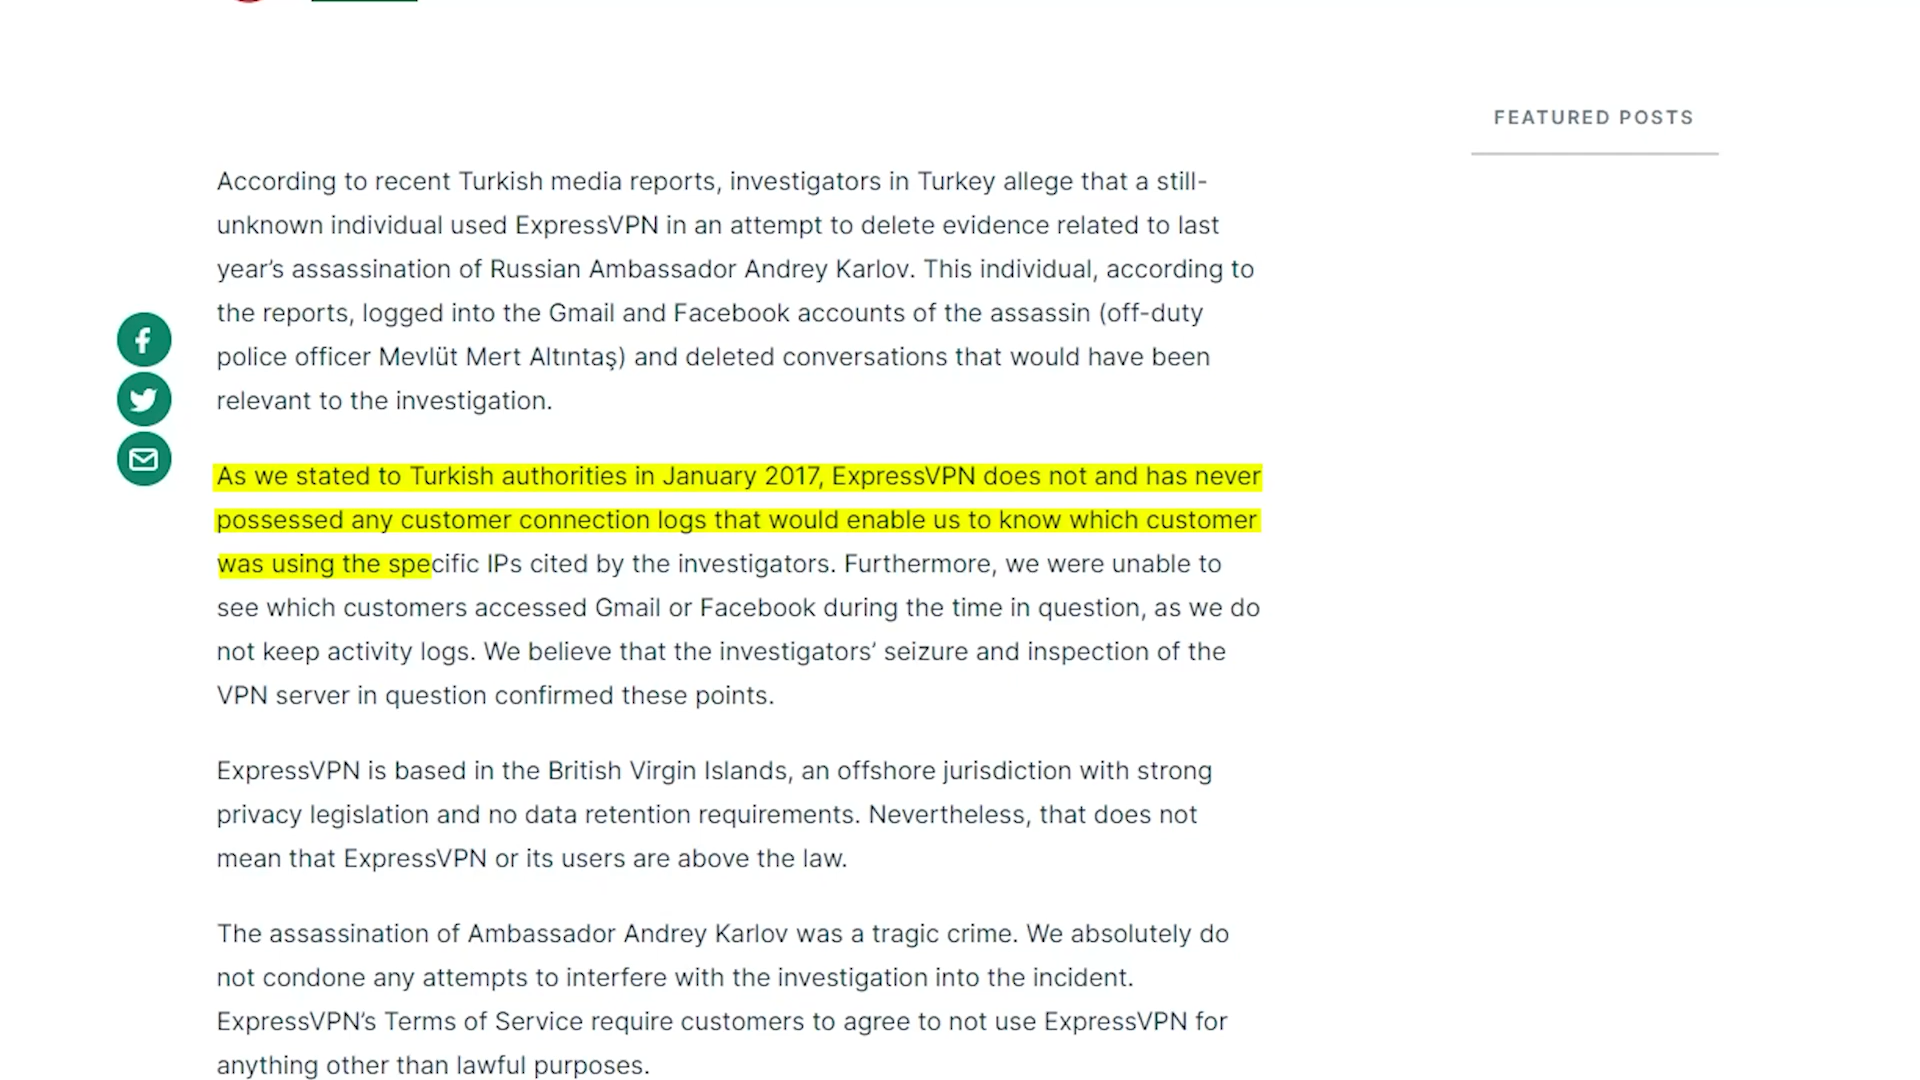 FEATURED POSTS
According to recent Turkish media reports, investigators in Turkey allege that a still-
unknown individual used ExpressVPN in an attempt to delete evidence related to last
year’s assassination of Russian Ambassador Andrey Karlov. This individual, according to
the reports, logged into the Gmail and Facebook accounts of the assassin (off-duty
police officer Mevlüt Mert Altıntaş) and deleted conversations that would have been
relevant to the investigation.
As we stated to Turkish authorities in January 2017, ExpressVPN does not and has never
possessed any customer connection logs that would enable us to know which customer
was using the specific IPs cited by the investigators. Furthermore, we were unable to
see which customers accessed Gmail or Facebook during the time in question, as we do
not keep activity logs. We believe that the investigators’ seizure and inspection of the
VPN server in question confirmed these points.
ExpressVPN is based in the British Virgin Islands, an offshore jurisdiction with strong
privacy legislation and no data retention requirements. Nevertheless, that does not
mean that ExpressVPN or its users are above the law.
The assassination of Ambassador Andrey Karlov was a tragic crime. We absolutely do
not condone any attempts to interfere with the investigation into the incident.
ExpressVPN’s Terms of Service require customers to agree to not use ExpressVPN for
anything other than lawful purposes.